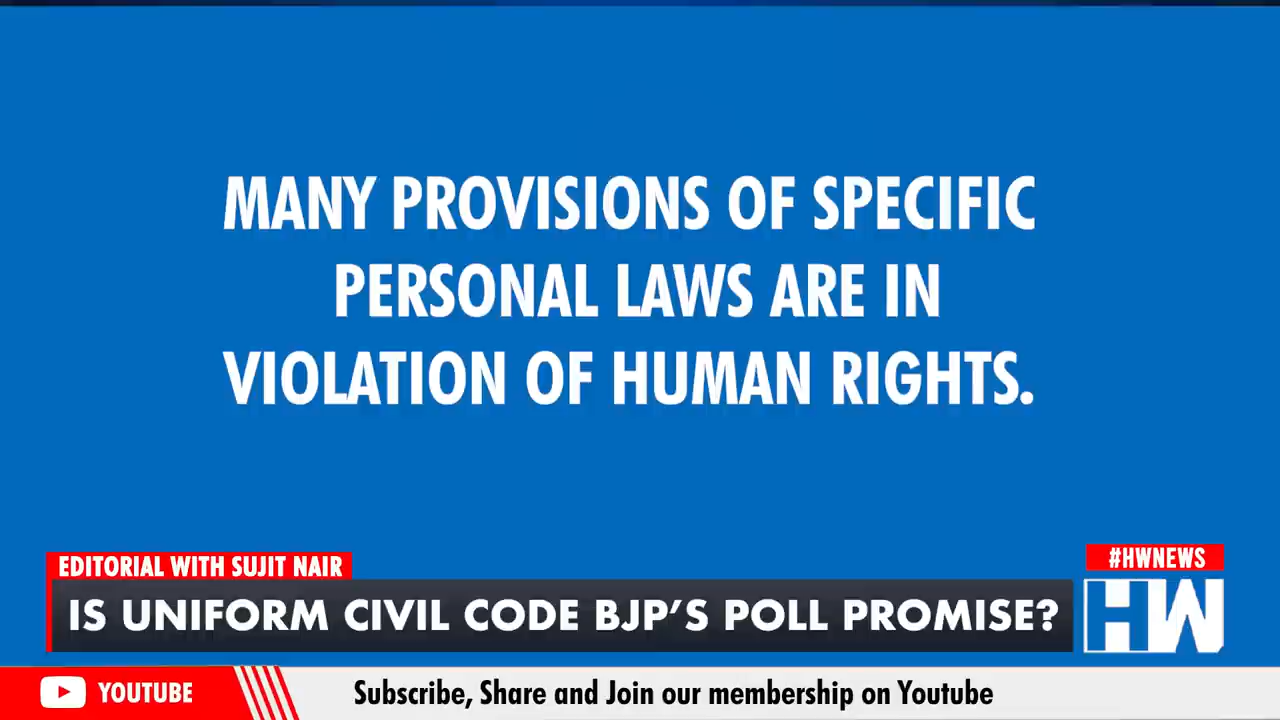 MANY PROVISIONS OF SPECIFIC
PERSONAL LAWS ARE IN
VIOLATION OF HUMAN RIGHTS.
EDITORIAL WITH SUJIT NAIR
IS UNIFORM CIVIL CODE BJP'S POLL PROMISE?
#HWNEWS
HW
YOUTUBE
Subscribe, Share and Join our membership on Youtube